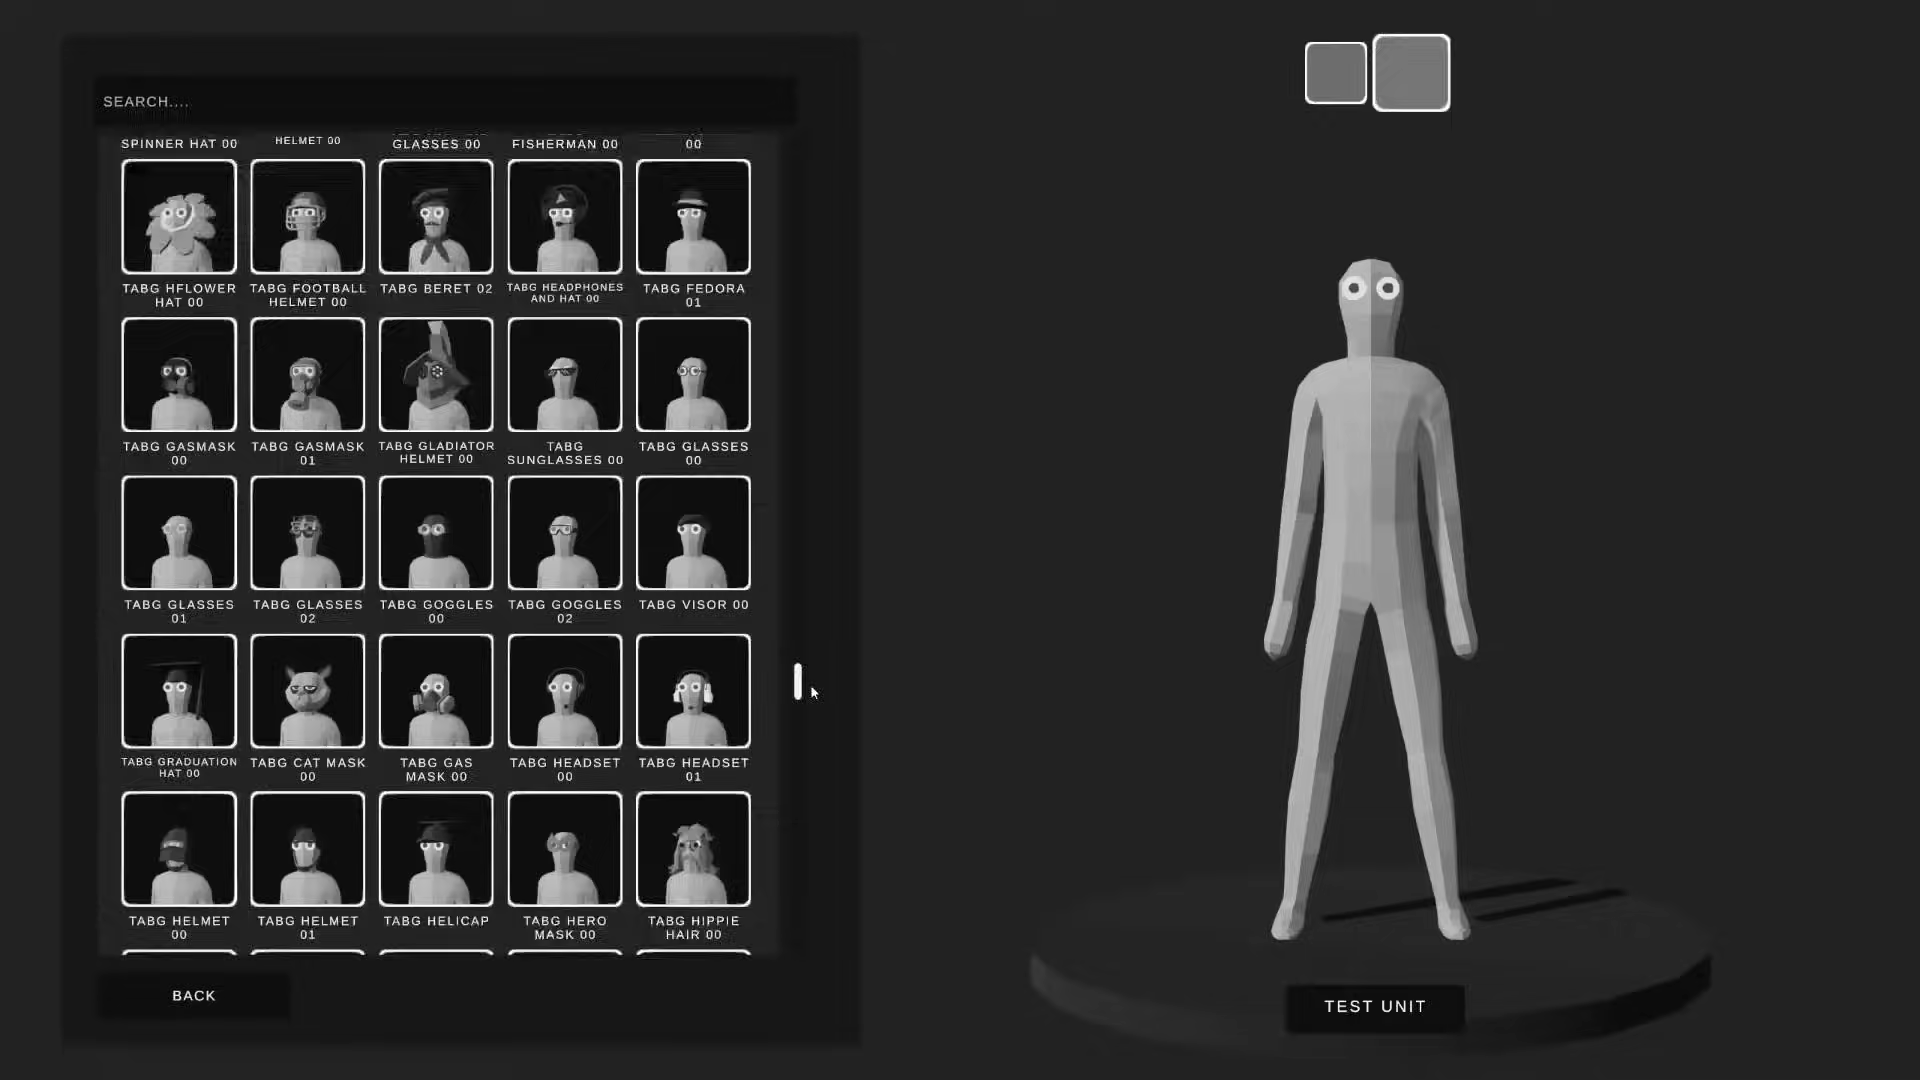 SEARCH....
SPINNER HAT 00
HELMET 00
GLASSES 00
FISHERMAN 00
00
TABG HFLOWER
HAT 00
TABG FOOTBALL
HELMET 00
TABG BERET 02
TABG HEADPHONES
AND HAT 00
TABG FEDORA
01
TABG GASMASK
00
TABG GASMASK
01
TABG GLADIATOR
HELMET 00
TABG
SUNGLASSES 00
TABG GLASSES
00
TABG GLASSES
01
TABG GLASSES
02
TABG GOGGLES
00
TABG GOGGLES
02
TABG VISOR 00
TABG GRADUATION
HAT 00
TABG CAT MASK
00
TABG GAS
MASK 00
TABG HEADSET
00
TABG HEADSET
01
TABG HELMET
00
TABG HELMET
01
TABG HELICAP
TABG HERO
MASK 00
TABG HIPPIE
HAIR 00
BACK
TEST UNIT